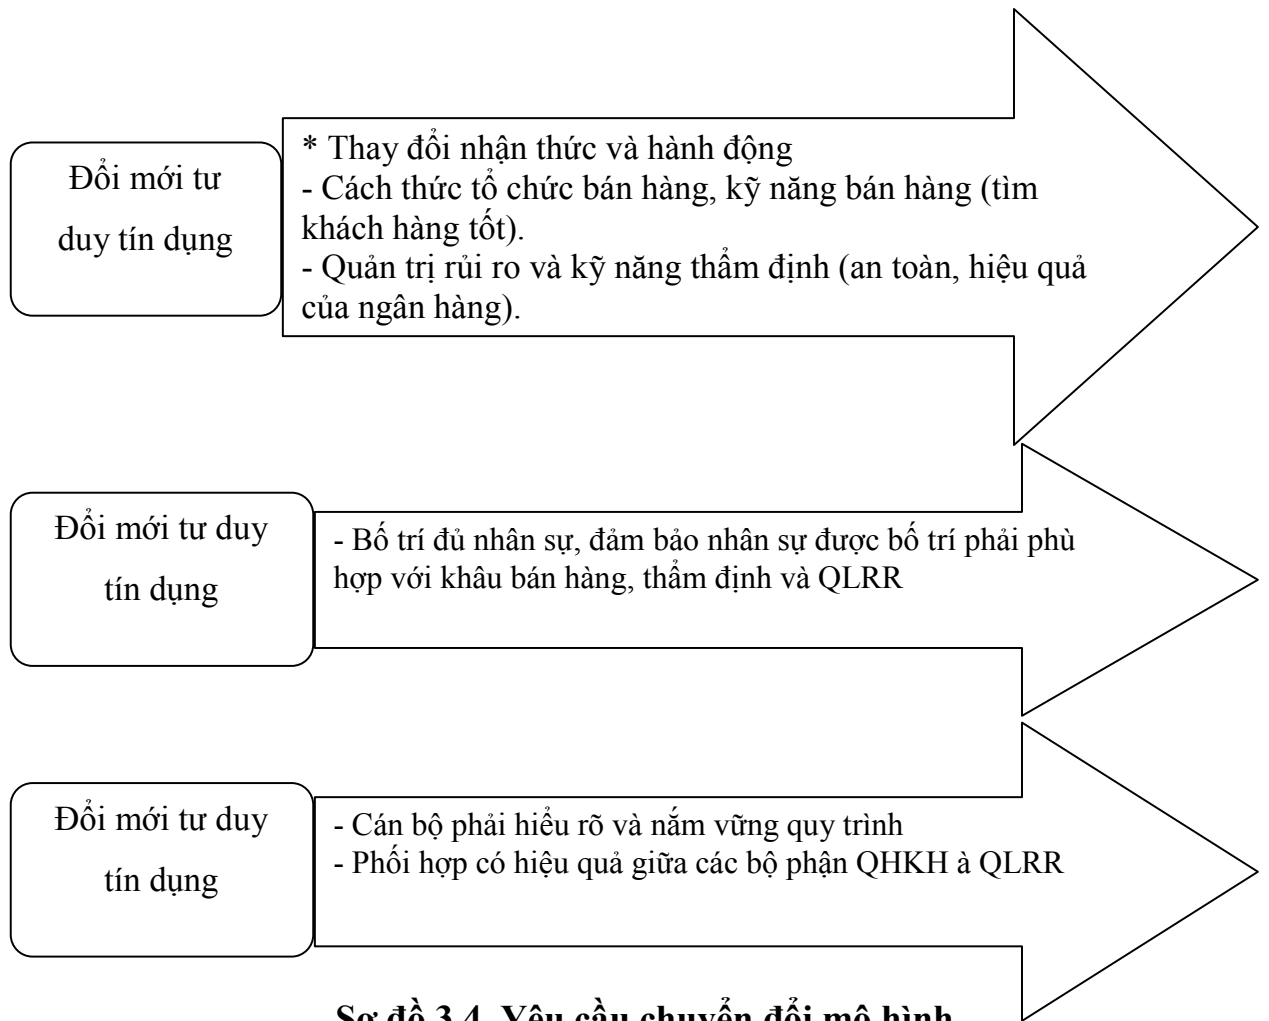 Đổi mới tư
duy tín dụng
* Thay đổi nhận thức và hành động
- Cách thức tổ chức bán hàng, kỹ năng bán hàng (tìm
khách hàng tốt).
- Quản trị rủi ro và kỹ năng thẩm định (an toàn, hiệu quả
của ngân hàng).
Đổi mới tư duy
tín dụng
- Bố trí đủ nhân sự, đảm bảo nhân sự được bố trí phải phù
hợp với khâu bán hàng, thẩm định và QLRR
Đổi mới tư duy
tín dụng
- Cán bộ phải hiểu rõ và nắm vững quy trình
- Phối hợp có hiệu quả giữa các bộ phận QHKH à QLRR
Sơ đồ 3.4. Yêu cầu chuyển đổi mô hình